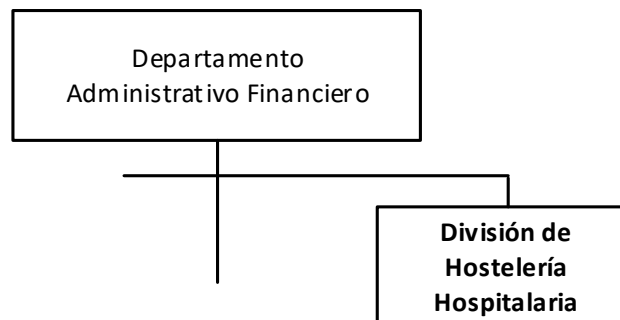 Departamento
Administrativo Financiero
División de
Hostelería
Hospitalaria